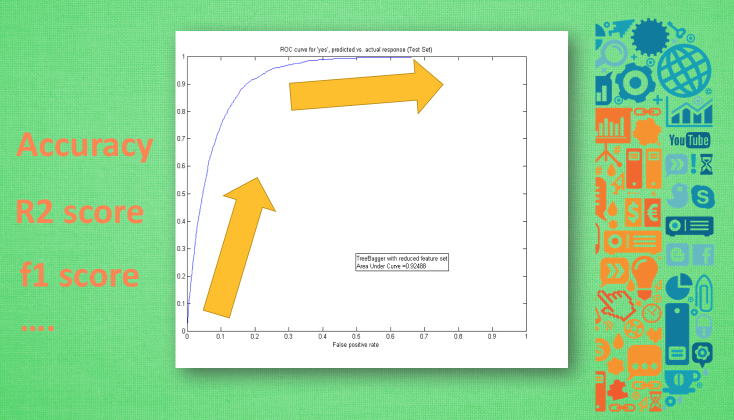 Accuracy
R2 score
f1 score
....
ROC curve for 'yes', predicted vs. actual response (Test Set)
1
0.9
0.8
0.7
0.6
0.5
0.4
0.3
0.2
0.1
0
0 0.1 0.2 0.3 0.4 0.5 0.6 0.7 0.8 0.9 1
False positive rate
TreeBagger with reduced feature set
Area Under Curve =0.92488
You Tube